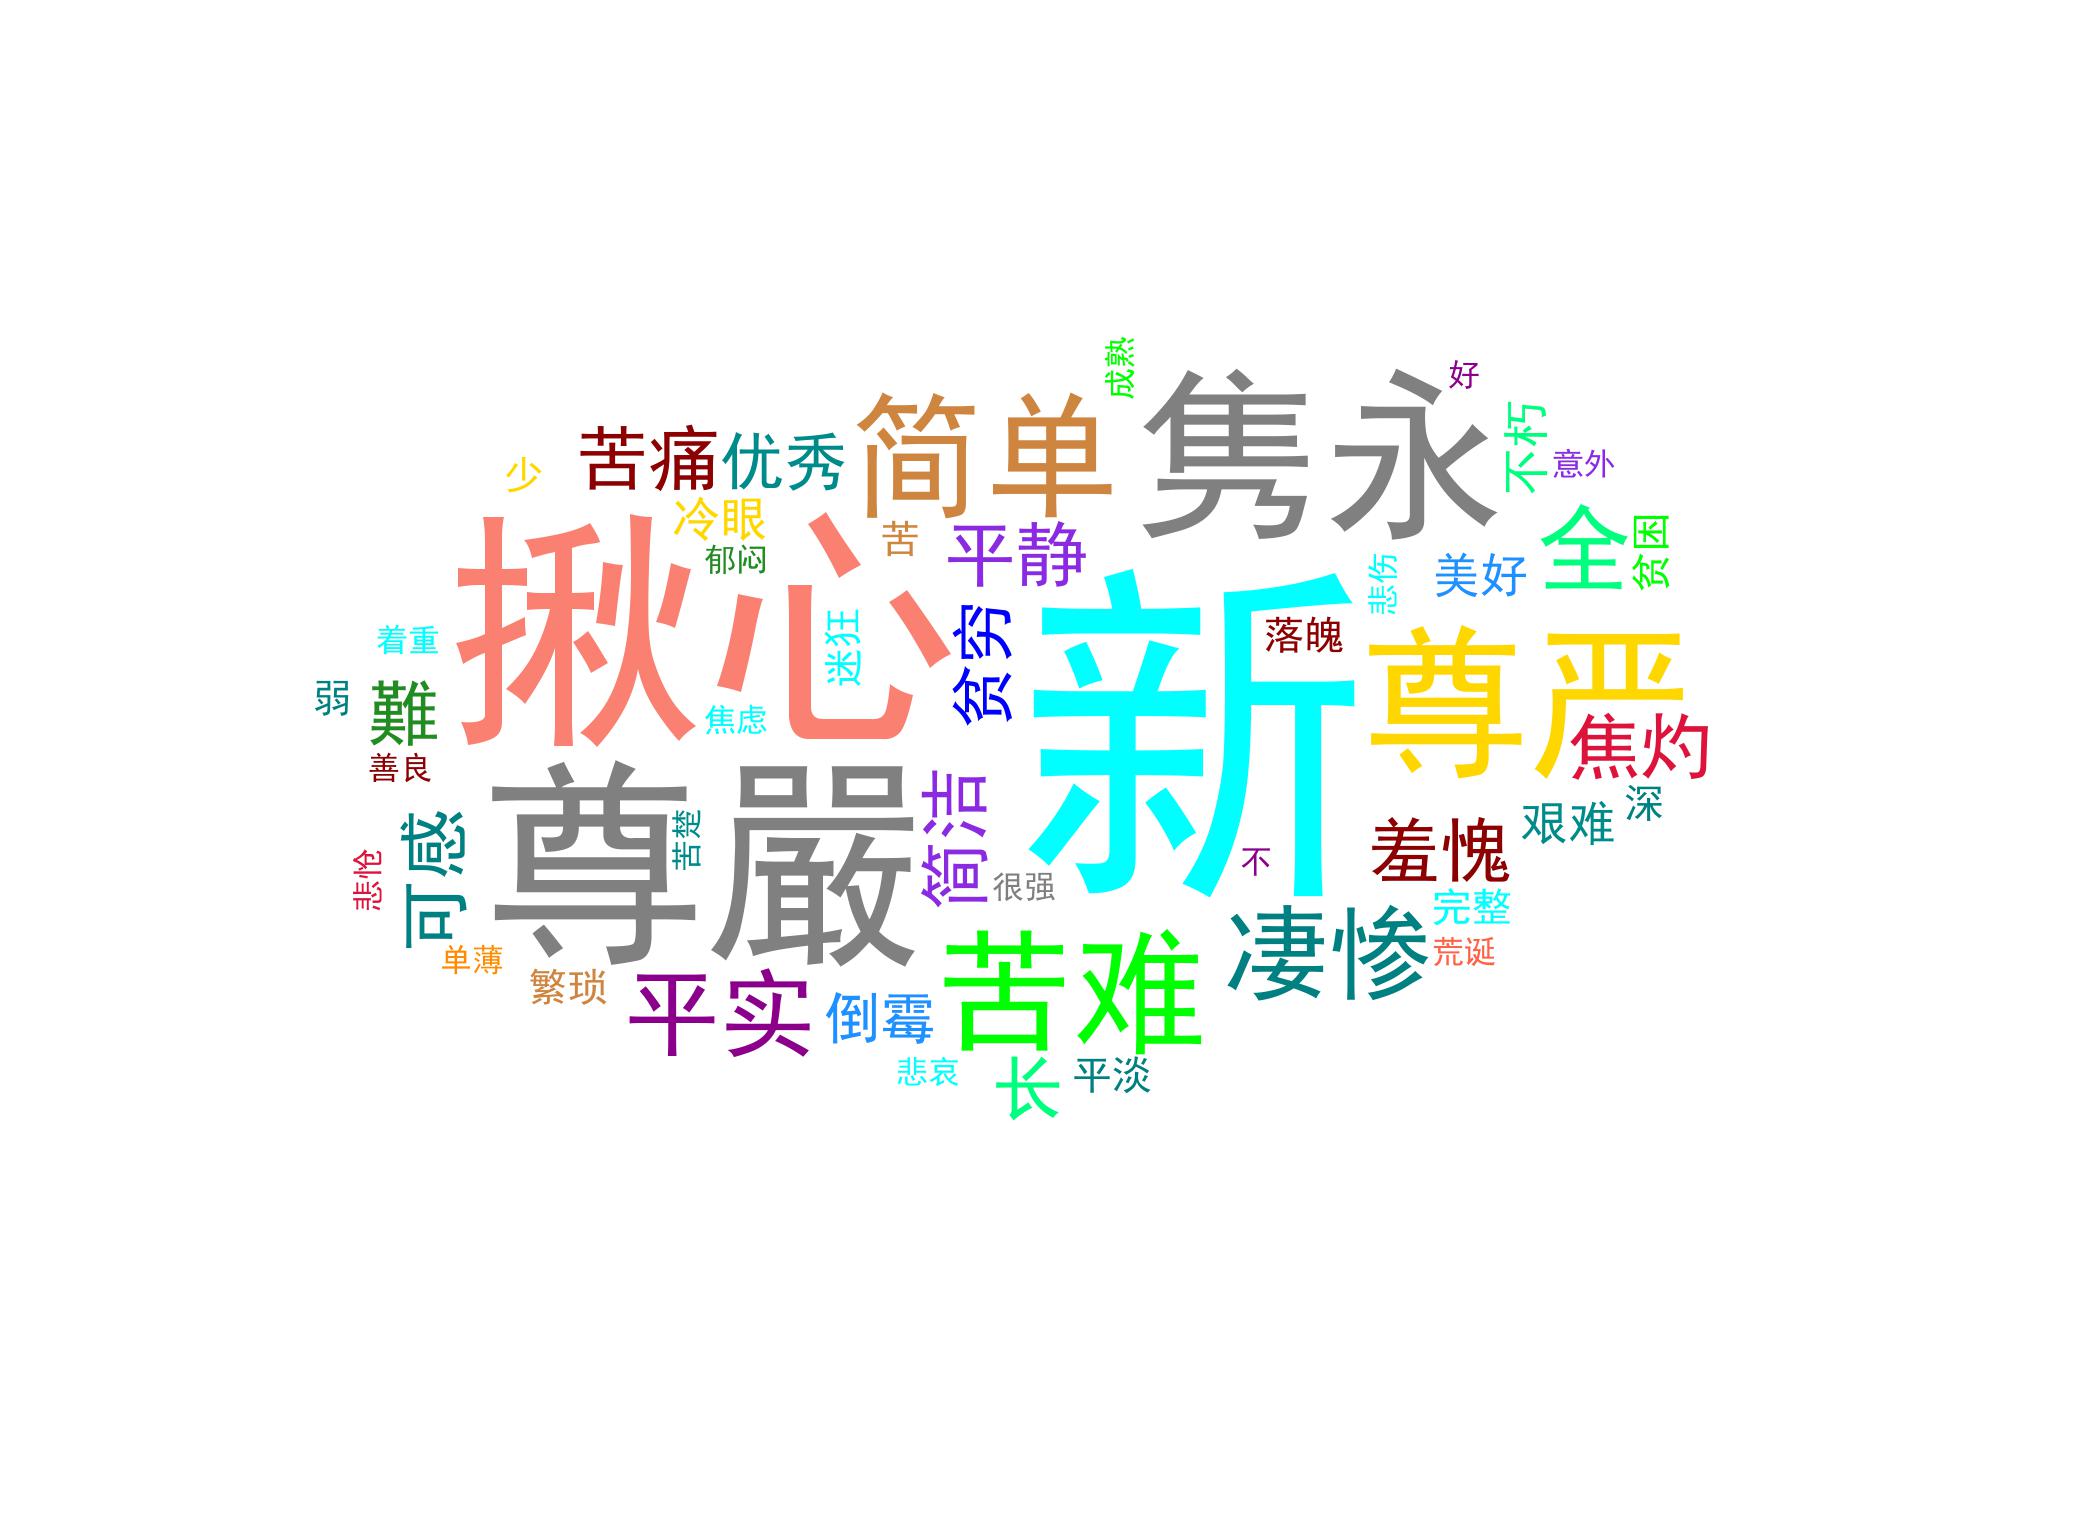 成熟
隽永
好
简单
不朽
苦痛
优秀
意外
少
冷眼
全
苦
平静
贫困
郁闷
揪心
美好
悲伤
新
迷狂
贫穷
落魄
着重
尊严
弱
難
焦虑
焦灼
善良
尊嚴
苦楚
简洁
深
艰难
可感
悲怆
很强
不
羞愧
完整
单薄
繁琐
平实
倒霉
苦难
凄惨
荒诞
悲哀
长
平淡